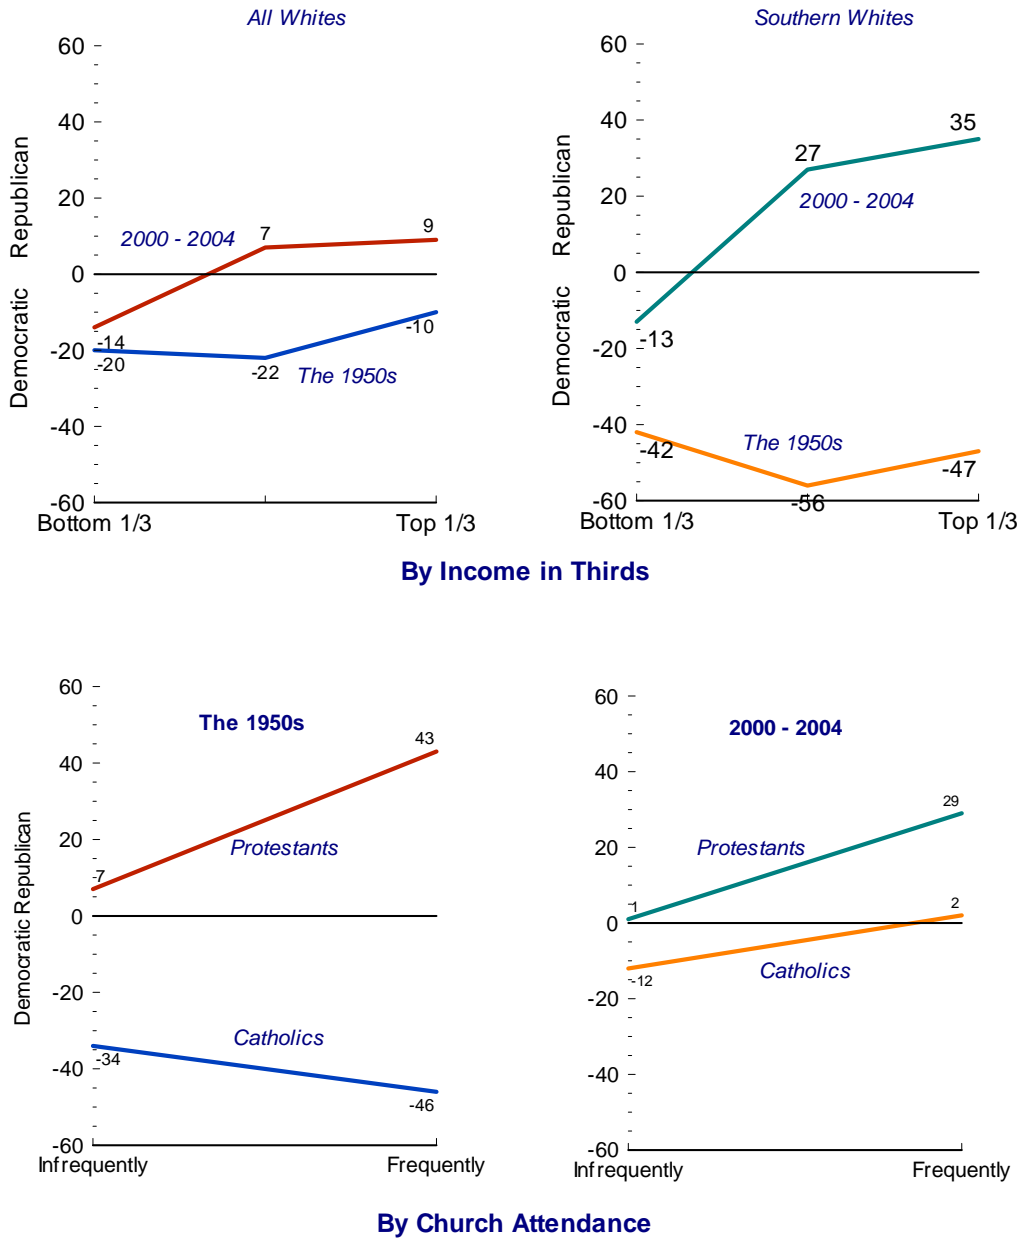 All Whites
60
40
20
0
-20
-40
-60
Democratic Republican
2000 - 2004
7
9
-14
-20
-22
-10
The 1950s
Bottom 1/3
Top 1/3
Southern Whites
60
40
20
0
-20
-40
-60
Democratic Republican
35
27
2000 - 2004
-13
The 1950s
-42
-56
-47
Bottom 1/3
Top 1/3
By Income in Thirds
60
40
20
0
-20
-40
-60
Democratic Republican
The 1950s
43
7
Protestants
Catholics
-34
-46
Infrequently
Frequently
60
40
20
0
-20
-40
-60
2000 - 2004
29
Protestants
1
2
-12
Catholics
Infrequently
Frequently
By Church Attendance